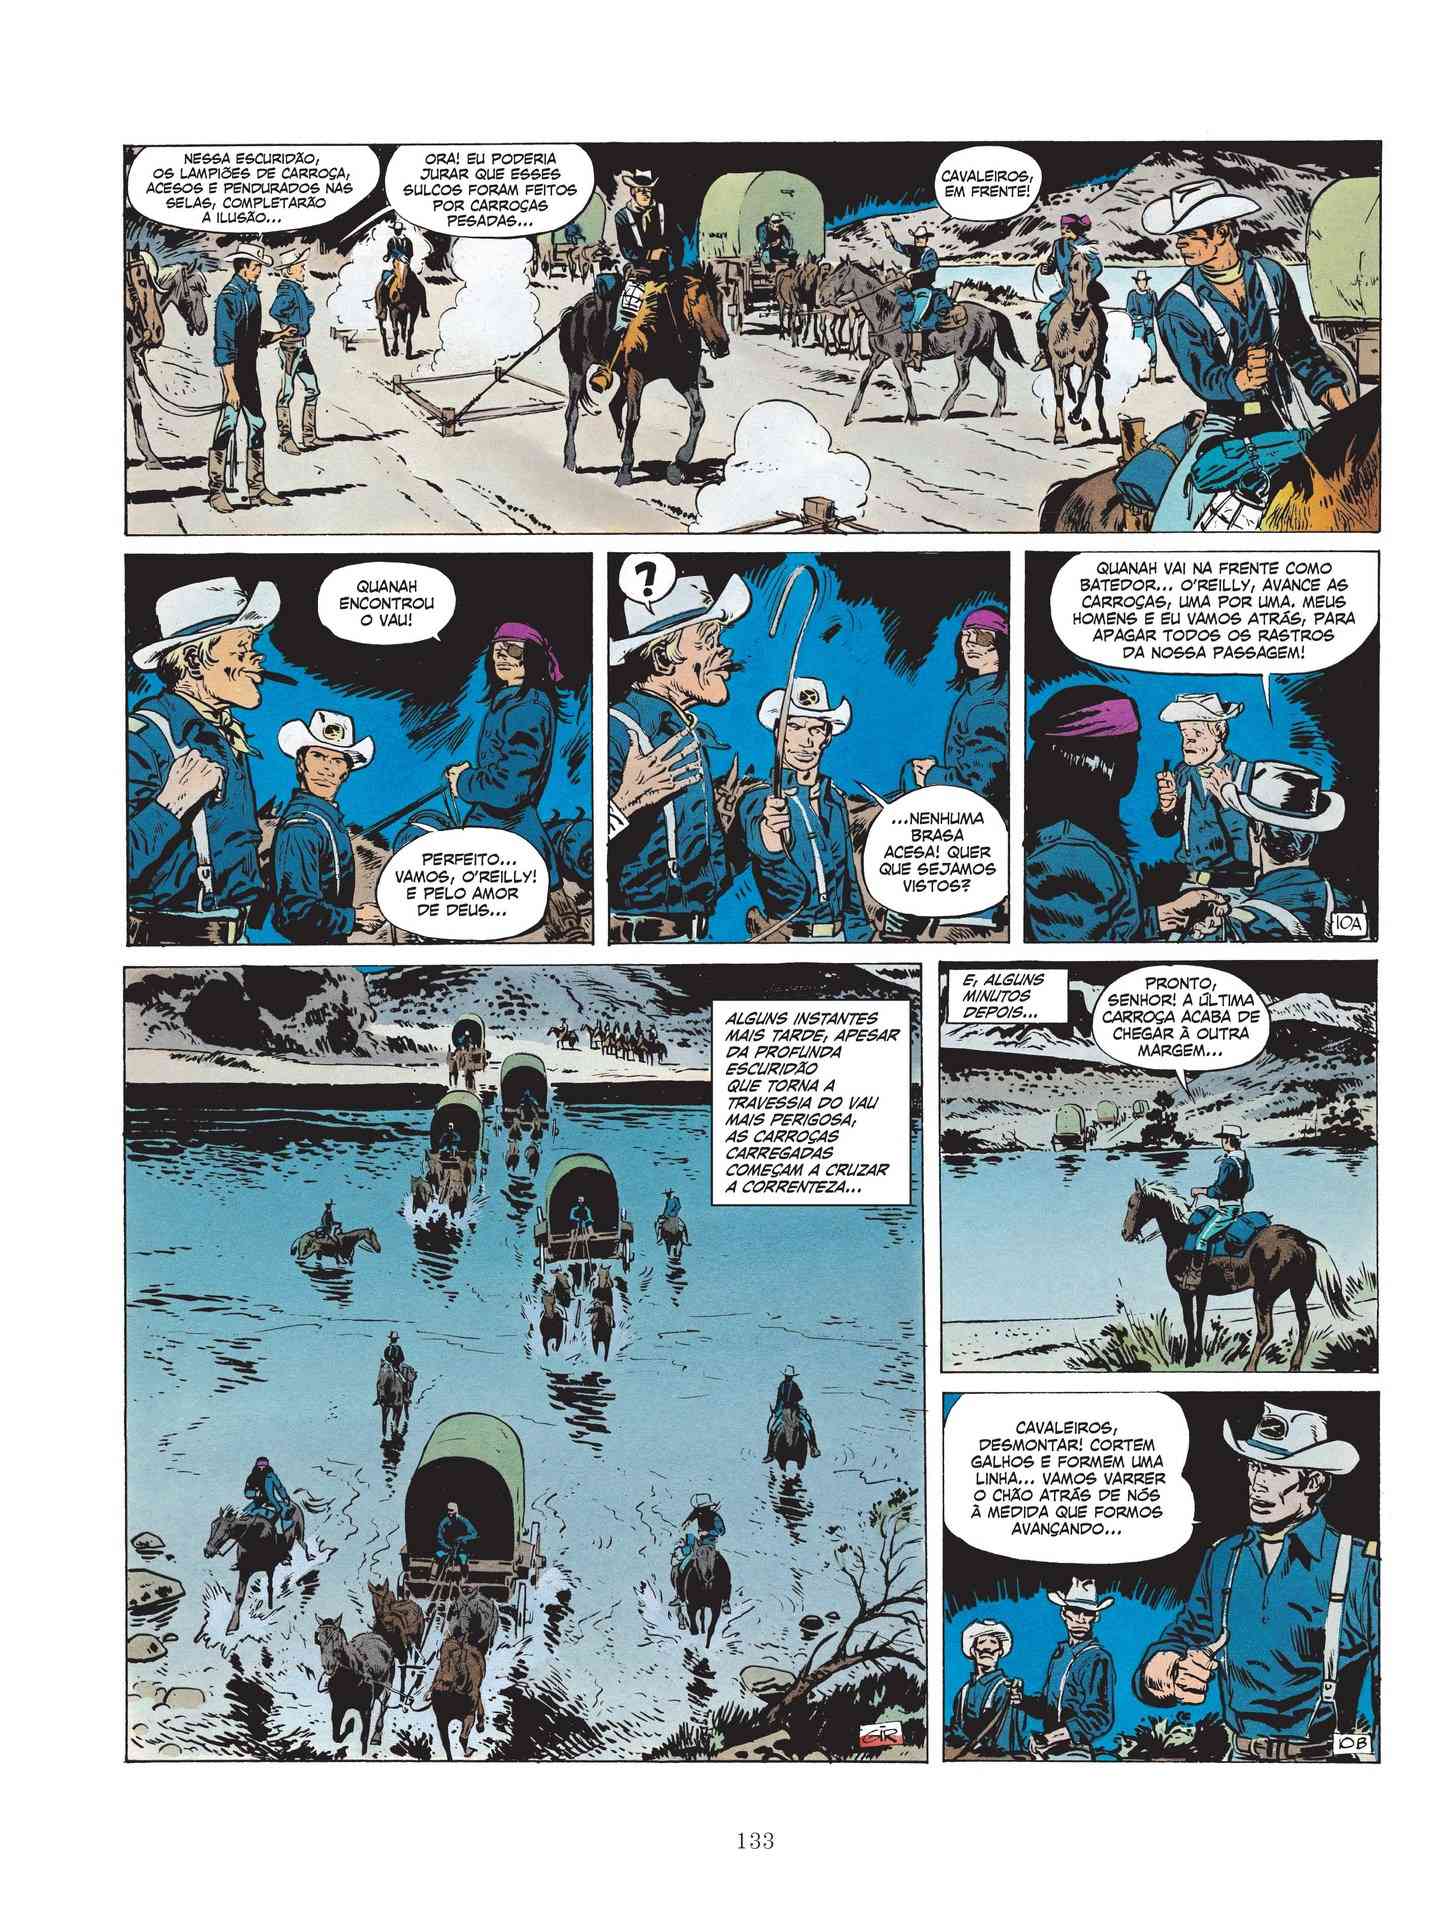 NESSA ESCURIDÃO,
OS LAMPIÕES DE CARROÇA,
ACESOS E PENDURADOS NAS
SELAS, COMPLETARÃO
A ILUSÃO...
ORA! EU PODERIA
JURAR QUE ESSES
SULCOS FORAM FEITOS
POR CARROÇAS
PESADAS...
CAVALEIROS,
EM FRENTE!
QUANAH
ENCONTROU
O VAU!
PERFEITO...
VAMOS, O'REILLY!
E PELO AMOR
DE DEUS...
?
...NENHUMA
BRASA
ACESA! QUER
QUE SEJAMOS
VISTOS?
QUANAH VAI NA FRENTE COMO
BATEDOR... O'REILLY, AVANCE AS
CARROÇAS, UMA POR UMA. MEUS
HOMENS E EU VAMOS ATRÁS, PARA
APAGAR TODOS OS RASTROS
DA NOSSA PASSAGEM!
10A
ALGUNS INSTANTES
MAIS TARDE, APESAR
DA PROFUNDA
ESCURIDÃO
QUE TORNA A
TRAVESSIA DO VAU
MAIS PERIGOSA,
AS CARROÇAS
CARREGADAS
COMEÇAM A CRUZAR
A CORRENTEZA...
GIR
E, ALGUNS
MINUTOS
DEPOIS...
PRONTO,
SENHOR! A ÚLTIMA
CARROÇA ACABA DE
CHEGAR À OUTRA
MARGEM...
CAVALEIROS,
DESMONTAR! CORTEM
GALHOS E FORMEM UMA
LINHA... VAMOS VARRER
O CHÃO ATRÁS DE NÓS
À MEDIDA QUE FORMOS
AVANÇANDO...
10B
133